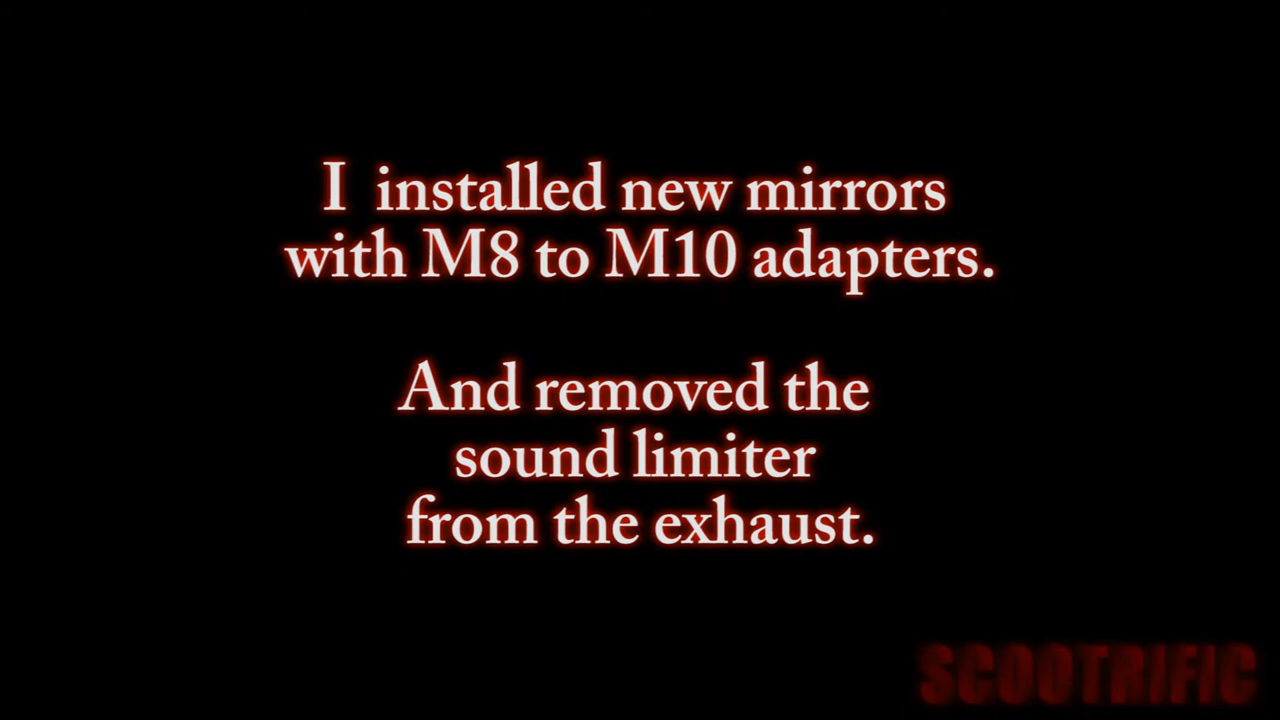 I installed new mirrors
with M8 to M10 adapters.
And removed the
sound limiter
from the exhaust.
SCOOTRIFIC